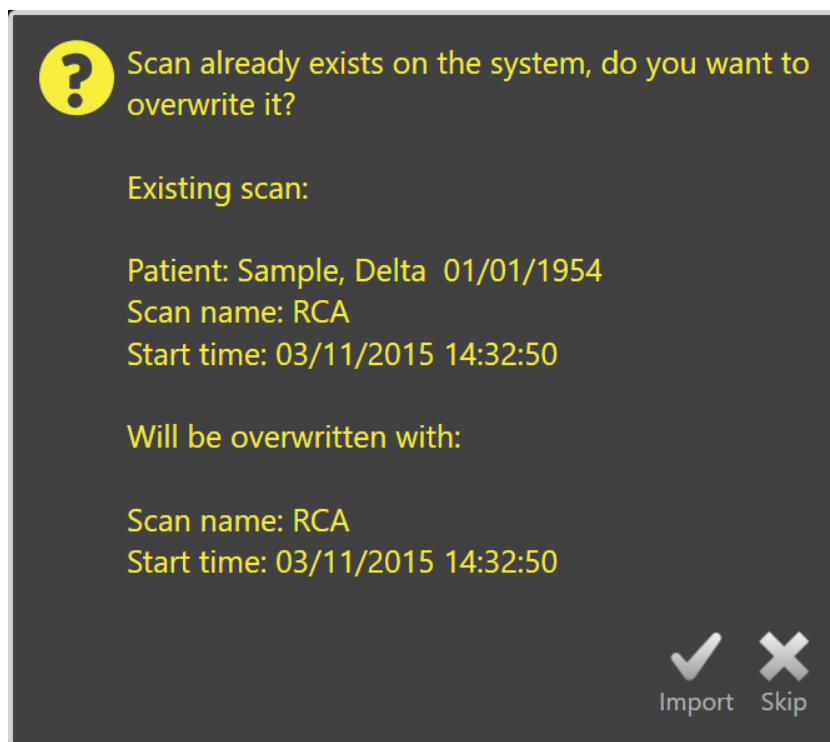 ?
Scan already exists on the system, do you want to
overwrite it?
Existing scan:
Patient: Sample, Delta  01/01/1954
Scan name: RCA
Start time: 03/11/2015 14:32:50
Will be overwritten with:
Scan name: RCA
Start time: 03/11/2015 14:32:50
Import Skip